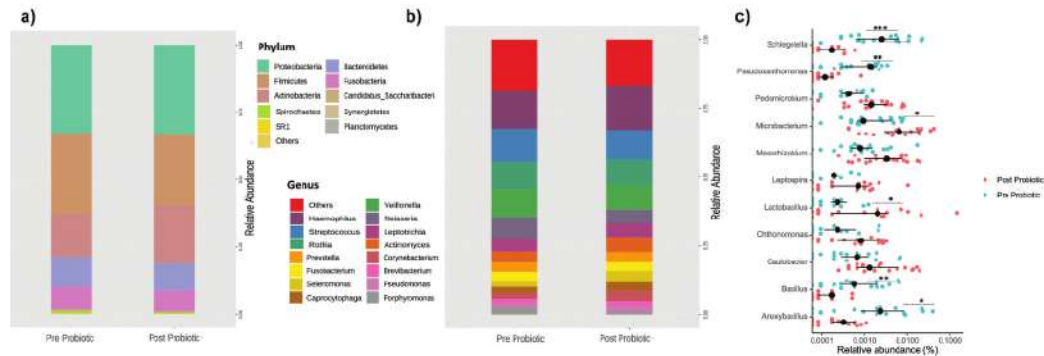 a)
Phylum
Proteobacteria
Bacteroidetes
Firmicutes
Fusobacteria
Actinobacteria
Candidatus_Saccharibacteri
Spirochaetes
Synergistetes
SR1
Planctomycetes
Others
Relative Abundance
Pre Probiotic
Post Probiotic
b)
Genus
Others
Veillonella
Haemophilus
Neisseria
Streptococcus
Leptotrichia
Rothia
Actinomyces
Prevotella
Corynebacterium
Fusobacterium
Brevibacterium
Selenomonas
Pseudomonas
Capnocytophaga
Porphyromonas
Relative Abundance
Pre Probiotic
Post Probiotic
c)
***
Schlegelella
**
Pseudoxanthomonas
Pedomicrobium
*
Microbacterium
Mesorhizobium
Leptospira
*
Lactobacillus
Chthonomonas
Caulobacter
**
Bacillus
*
Anoxybacillus
0.0001 0.0010 0.0100 0.1000
Relative abundance (%)
Post Probiotic
Pre Probiotic